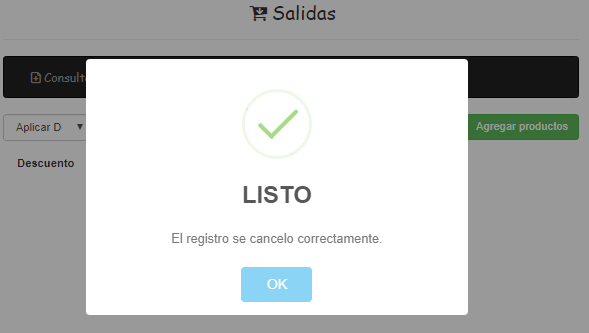 Salidas
Consult
Aplicar D
Agregar productos
Descuento
LISTO
El registro se cancelo correctamente.
OK